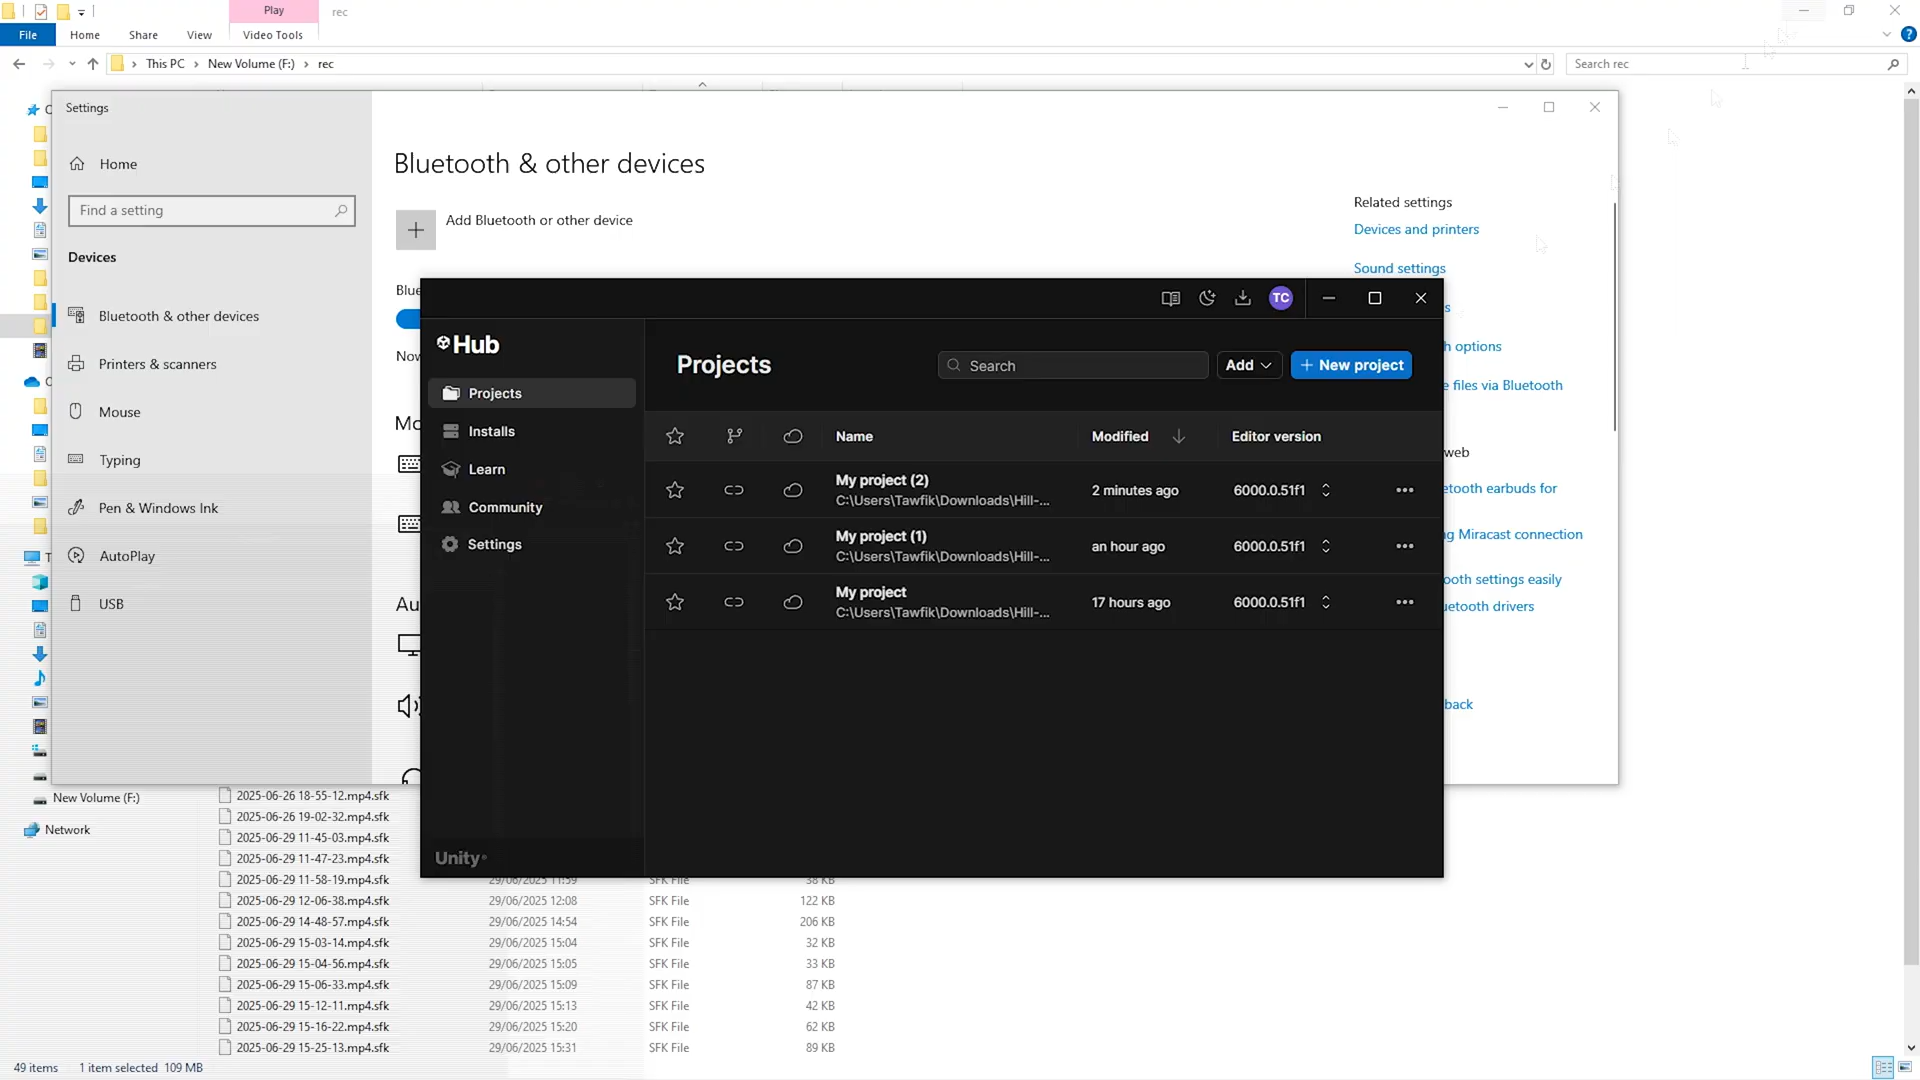 Play
rec
File
Home
Share
View
Video Tools
This PC
New Volume (F:)
rec
Search rec
Settings
Home
Find a setting
Devices
Bluetooth & other devices
Printers & scanners
Mouse
Typing
Pen & Windows Ink
AutoPlay
USB
Bluetooth & other devices
Add Bluetooth or other device
Blue
Now
Mo
Au
Related settings
Devices and printers
Sound settings
s
h options
e files via Bluetooth
web
etooth earbuds for
ng Miracast connection
ooth settings easily
uetooth drivers
back
TC
Hub
Projects
Installs
Learn
Community
Settings
Unity
Projects
Search
Add
+ New project
Name
Modified
Editor version
My project (2)
C:\Users\Tawfik\Downloads\Hill-...
2 minutes ago
6000.0.51f1
My project (1)
C:\Users\Tawfik\Downloads\Hill-...
an hour ago
6000.0.51f1
My project
C:\Users\Tawfik\Downloads\Hill-...
17 hours ago
6000.0.51f1
New Volume (F:)
Network
2025-06-26 18-55-12.mp4.sfk
2025-06-26 19-02-32.mp4.sfk
2025-06-29 11-45-03.mp4.sfk
2025-06-29 11-47-23.mp4.sfk
2025-06-29 11-58-19.mp4.sfk 29/06/2025 11:59 SFK File 38 KB
2025-06-29 12-06-38.mp4.sfk 29/06/2025 12:08 SFK File 122 KB
2025-06-29 14-48-57.mp4.sfk 29/06/2025 14:54 SFK File 206 KB
2025-06-29 15-03-14.mp4.sfk 29/06/2025 15:04 SFK File 32 KB
2025-06-29 15-04-56.mp4.sfk 29/06/2025 15:05 SFK File 33 KB
2025-06-29 15-06-33.mp4.sfk 29/06/2025 15:09 SFK File 87 KB
2025-06-29 15-12-11.mp4.sfk 29/06/2025 15:13 SFK File 42 KB
2025-06-29 15-16-22.mp4.sfk 29/06/2025 15:20 SFK File 62 KB
2025-06-29 15-25-13.mp4.sfk 29/06/2025 15:31 SFK File 89 KB
49 items
1 item selected 109 MB